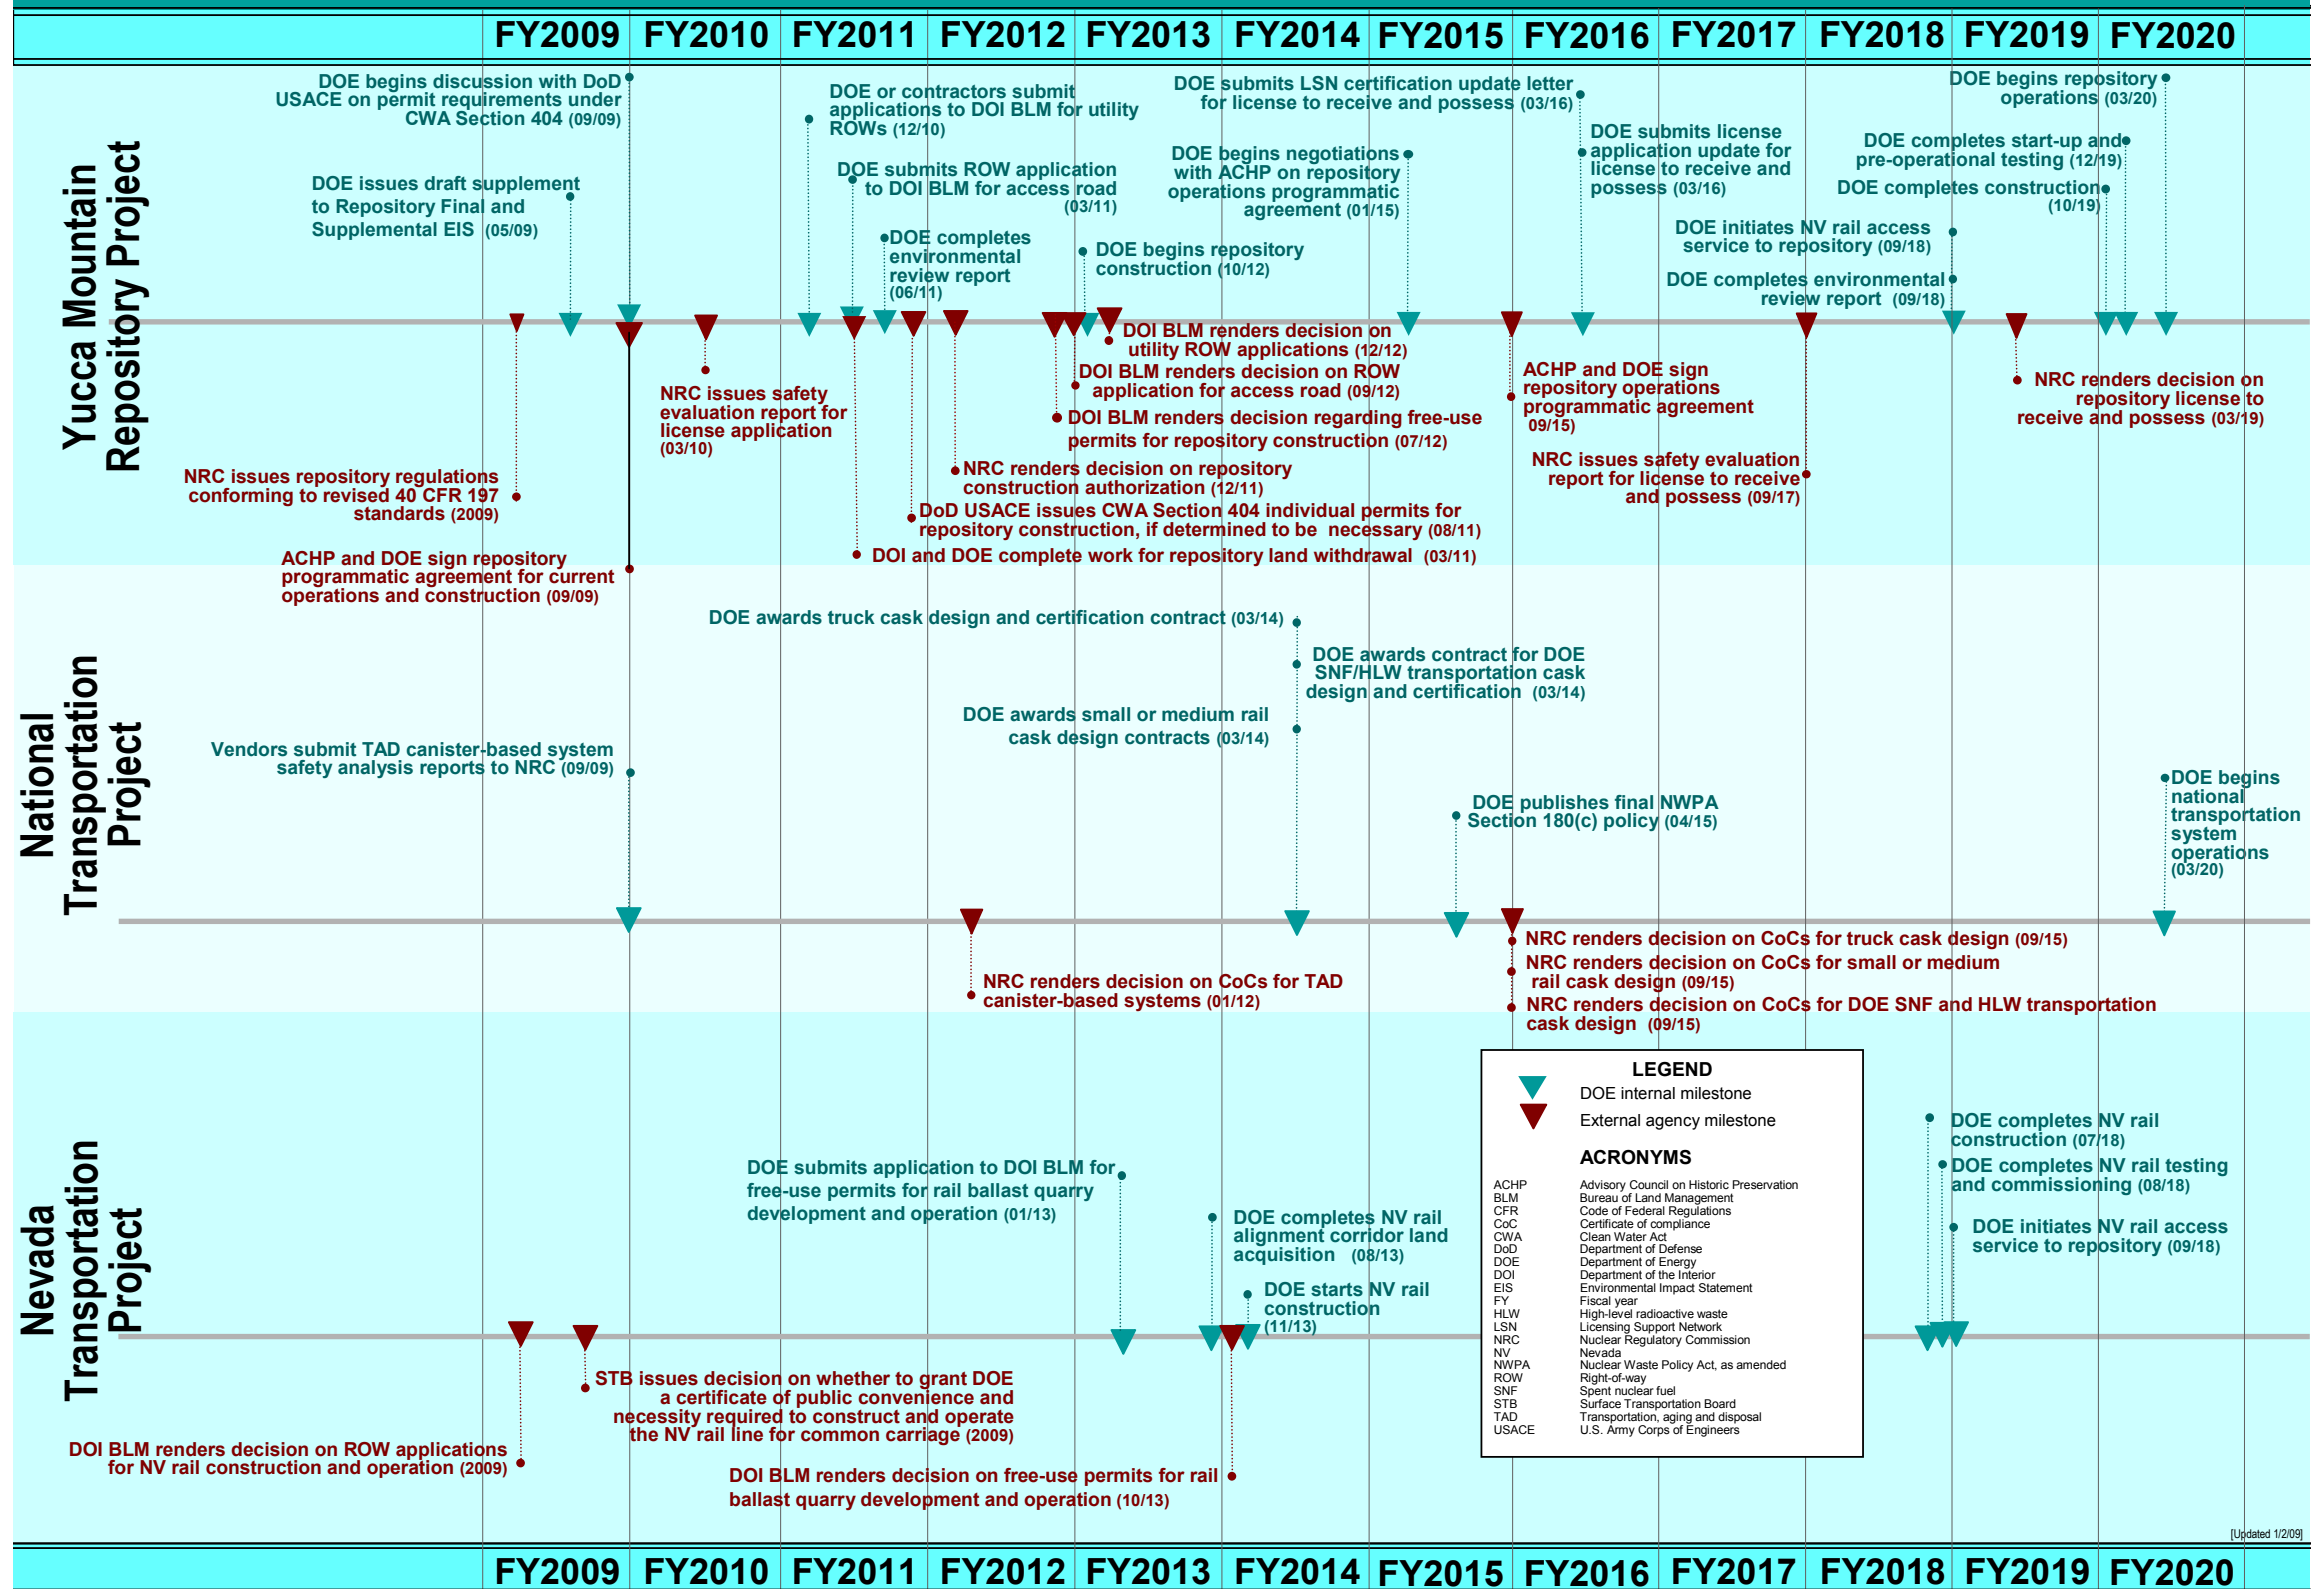 FY2009 FY2010 FY2011 FY2012 FY2013 FY2014 FY2015 FY2016 FY2017 FY2018 FY2019 FY2020
Yucca Mountain
Repository Project
DOE begins discussion with DoD
USACE on permit requirements under
CWA Section 404 (09/09)
DOE issues draft supplement
to Repository Final and
Supplemental EIS (05/09)
DOE or contractors submit
applications to DOI BLM for utility
ROWs (12/10)
DOE submits ROW application
to DOI BLM for access road
(03/11)
DOE completes
environmental
review report
(06/11)
DOE begins repository
construction (10/12)
DOE submits LSN certification update letter
for license to receive and possess (03/16)
DOE begins negotiations
with ACHP on repository
operations programmatic
agreement (01/15)
DOE submits license
application update for
license to receive and
possess (03/16)
DOE initiates NV rail access
service to repository (09/18)
DOE completes environmental
review report (09/18)
DOE begins repository
operations (03/20)
DOE completes start-up and
pre-operational testing (12/19)
DOE completes construction
(10/19)
NRC issues repository regulations
conforming to revised 40 CFR 197
standards (2009)
ACHP and DOE sign repository
programmatic agreement for current
operations and construction (09/09)
NRC issues safety
evaluation report for
license application
(03/10)
DOI BLM renders decision on
utility ROW applications (12/12)
DOI BLM renders decision on ROW
application for access road (09/12)
DOI BLM renders decision regarding free-use
permits for repository construction (07/12)
NRC renders decision on repository
construction authorization (12/11)
DoD USACE issues CWA Section 404 individual permits for
repository construction, if determined to be necessary (08/11)
DOI and DOE complete work for repository land withdrawal (03/11)
ACHP and DOE sign
repository operations
programmatic agreement
09/15)
NRC issues safety evaluation
report for license to receive
and possess (09/17)
NRC renders decision on
repository license to
receive and possess (03/19)
National
Transportation
Project
DOE awards truck cask design and certification contract (03/14)
DOE awards contract for DOE
SNF/HLW transportation cask
design and certification (03/14)
DOE awards small or medium rail
cask design contracts (03/14)
Vendors submit TAD canister-based system
safety analysis reports to NRC (09/09)
DOE publishes final NWPA
Section 180(c) policy (04/15)
DOE begins
national
transportation
system
operations
(03/20)
NRC renders decision on CoCs for TAD
canister-based systems (01/12)
NRC renders decision on CoCs for truck cask design (09/15)
NRC renders decision on CoCs for small or medium
rail cask design (09/15)
NRC renders decision on CoCs for DOE SNF and HLW transportation
cask design (09/15)
Nevada
Transportation
Project
DOE submits application to DOI BLM for
free-use permits for rail ballast quarry
development and operation (01/13)
DOE completes NV rail
alignment corridor land
acquisition (08/13)
DOE starts NV rail
construction
(11/13)
DOE completes NV rail
construction (07/18)
DOE completes NV rail testing
and commissioning (08/18)
DOE initiates NV rail access
service to repository (09/18)
STB issues decision on whether to grant DOE
a certificate of public convenience and
necessity required to construct and operate
the NV rail line for common carriage (2009)
DOI BLM renders decision on ROW applications
for NV rail construction and operation (2009)
DOI BLM renders decision on free-use permits for rail
ballast quarry development and operation (10/13)
LEGEND
DOE internal milestone
External agency milestone
ACRONYMS
ACHP Advisory Council on Historic Preservation
BLM Bureau of Land Management
CFR Code of Federal Regulations
CoC Certificate of compliance
CWA Clean Water Act
DoD Department of Defense
DOE Department of Energy
DOI Department of the Interior
EIS Environmental Impact Statement
FY Fiscal year
HLW High-level radioactive waste
LSN Licensing Support Network
NRC Nuclear Regulatory Commission
NV Nevada
NWPA Nuclear Waste Policy Act, as amended
ROW Right-of-way
SNF Spent nuclear fuel
STB Surface Transportation Board
TAD Transportation, aging and disposal
USACE U.S. Army Corps of Engineers
[Updated 1/2/09]
FY2009 FY2010 FY2011 FY2012 FY2013 FY2014 FY2015 FY2016 FY2017 FY2018 FY2019 FY2020